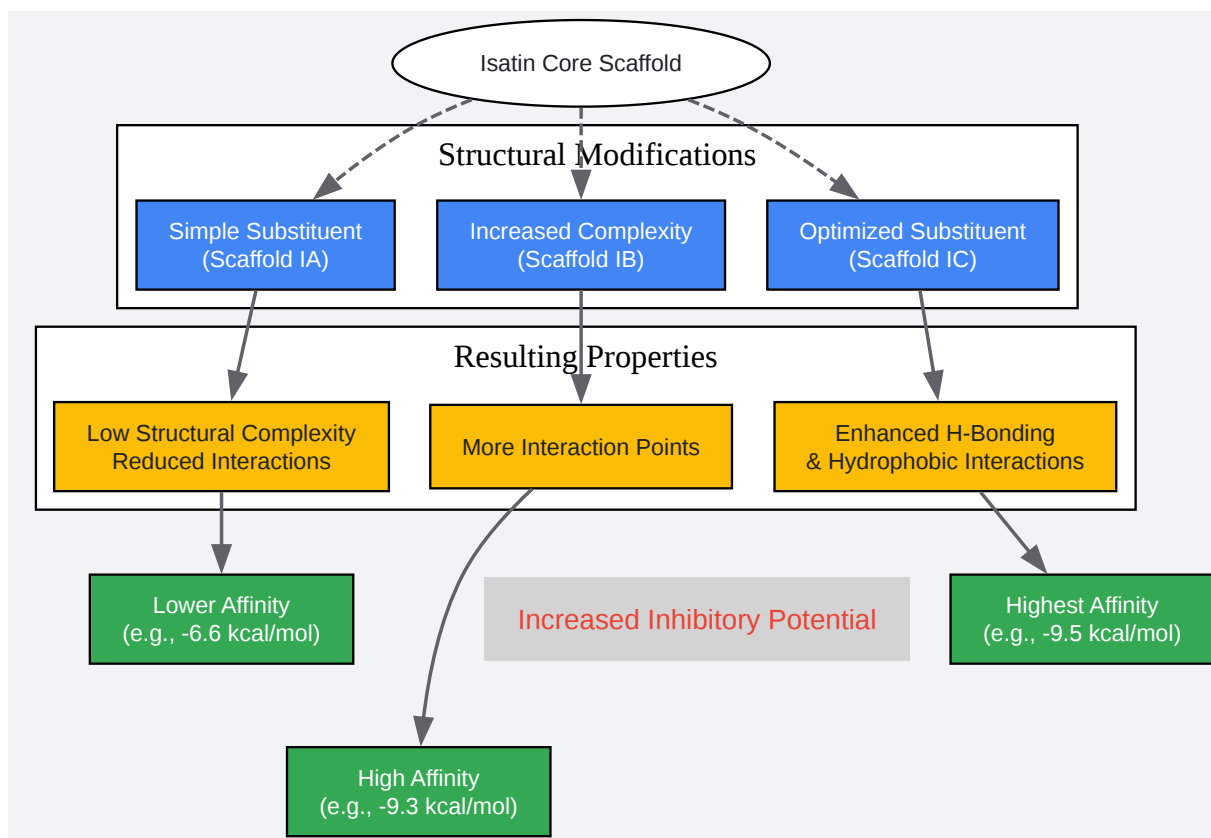 Isatin Core Scaffold
Structural Modifications
Simple Substituent
(Scaffold IA)
Increased Complexity
(Scaffold IB)
Optimized Substituent
(Scaffold IC)
Resulting Properties
Low Structural Complexity
Reduced Interactions
More Interaction Points
Enhanced H-Bonding
& Hydrophobic Interactions
Lower Affinity
(e.g., -6.6 kcal/mol)
Increased Inhibitory Potential
Highest Affinity
(e.g., -9.5 kcal/mol)
High Affinity
(e.g., -9.3 kcal/mol)